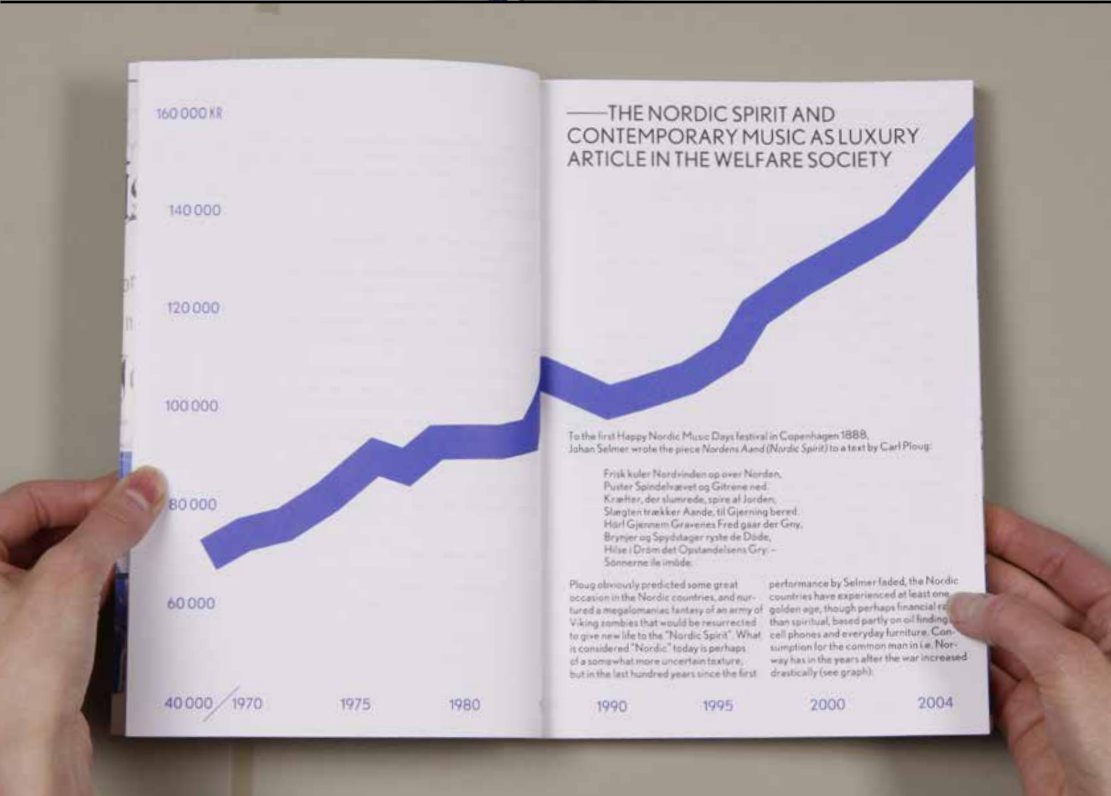 160 000 KR
140 000
120 000
100 000
80 000
60 000
40 000 / 1970
1975
1980
——THE NORDIC SPIRIT AND
CONTEMPORARY MUSIC AS LUXURY
ARTICLE IN THE WELFARE SOCIETY
To the first Happy Nordic Music Days festival in Copenhagen 1888,
Johan Selmer wrote the piece Nordens Aand (Nordic Spirit) to a text by Carl Ploug:
Frisk kuler Nordvinden op over Norden,
Puster Spindelvævet og Gitrene ned.
Kræfter, der slumrede, spire af Jorden,
Slægten trækker Aande, til Gjerning bered.
Hör! Gjennem Gravenes Fred gaar der Gny,
Brynjer og Spydstager ryste de Döde,
Hilse i Dröm det Opstandelsens Gry: –
Sönnerne ile imöde.
Ploug obviously predicted some great
occasion in the Nordic countries, and nur-
tured a megalomaniac fantasy of an army of
Viking zombies that would be resurrected
to give new life to the "Nordic Spirit". What
is considered "Nordic" today is perhaps
of a somewhat more uncertain texture,
but in the last hundred years since the first
performance by Selmer faded, the Nordic
countries have experienced at least one
golden age, though perhaps financial
than spiritual, based partly on oil
cell phones and everyday furniture. Con-
sumption for the common man in i.e. Nor-
way has in the years after the war increased
drastically (see graph):
1990
1995
2000
2004